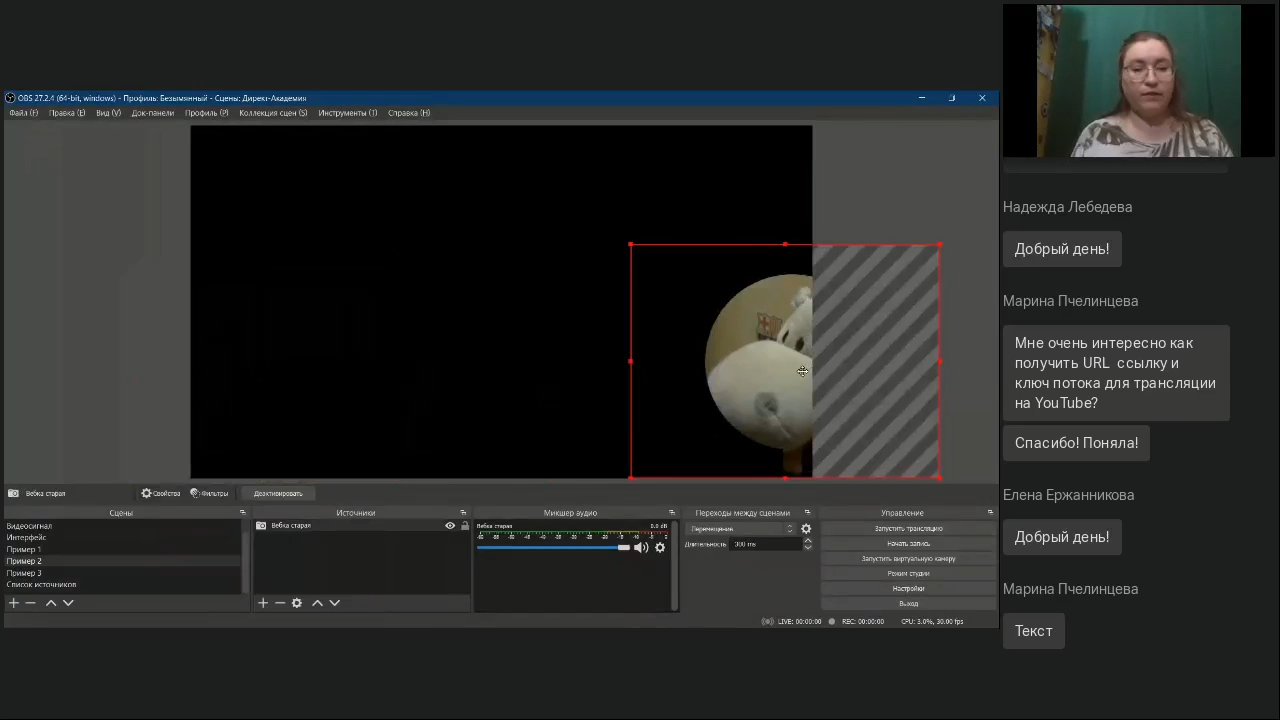 OBS 27.2.4 (64-bit, windows) - Профиль: Безымянный - Сцены: Директ-Академия
Файл (F) Правка (E) Вид (V) Док-панели Профиль (P) Коллекция сцен (S) Инструменты (T) Справка (H)
Вебка старая Свойства Фильтры Деактивировать
Сцены
Видеосигнал
Интерфейс
Пример 1
Пример 2
Пример 3
Список источников
Источники
Вебка старая
Микшер аудио
Вебка старая 0.0 dB
Переходы между сценами
Перемещение
Длительность 300 ms
Управление
Запустить трансляцию
Начать запись
Запустить виртуальную камеру
Режим студии
Настройки
Выход
LIVE: 00:00:00 REC: 00:00:00 CPU: 3.0%, 30.00 fps
Надежда Лебедева
Добрый день!
Марина Пчелинцева
Мне очень интересно как
получить URL ссылку и
ключ потока для трансляции
на YouTube?
Спасибо! Поняла!
Елена Ержанникова
Добрый день!
Марина Пчелинцева
Текст